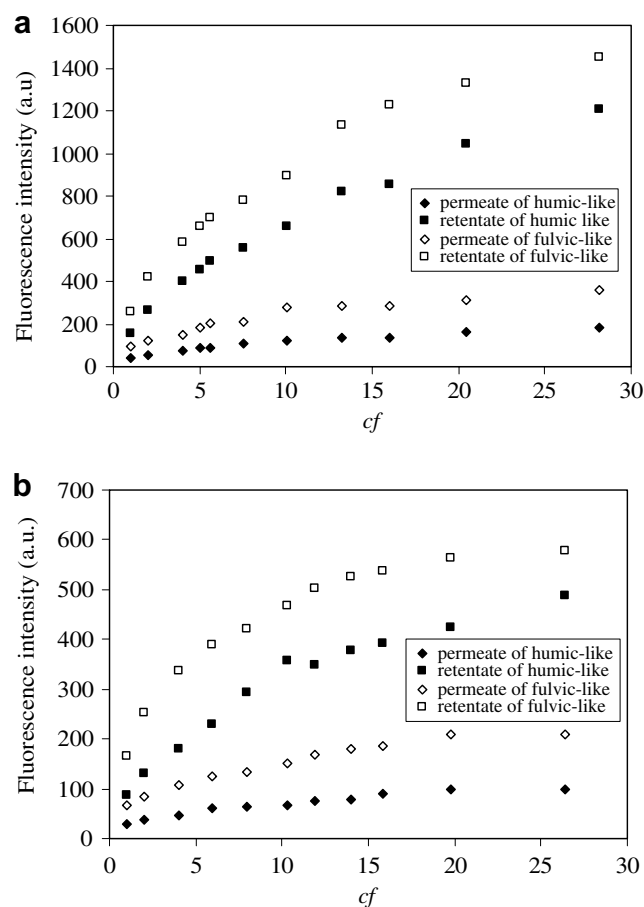 a
1600
1400
1200
1000
800
600
400
200
0
Fluorescence intensity (a.u)
permeate of humic-like
retentate of humic like
permeate of fulvic-like
retentate of fulvic-like
0 5 10 15 20 25 30
cf
b
700
600
500
400
300
200
100
0
Fluorescence intensity (a.u.)
permeate of humic-like
retentate of humic-like
permeate of fulvic-like
retentate of fulvic-like
0 5 10 15 20 25 30
cf